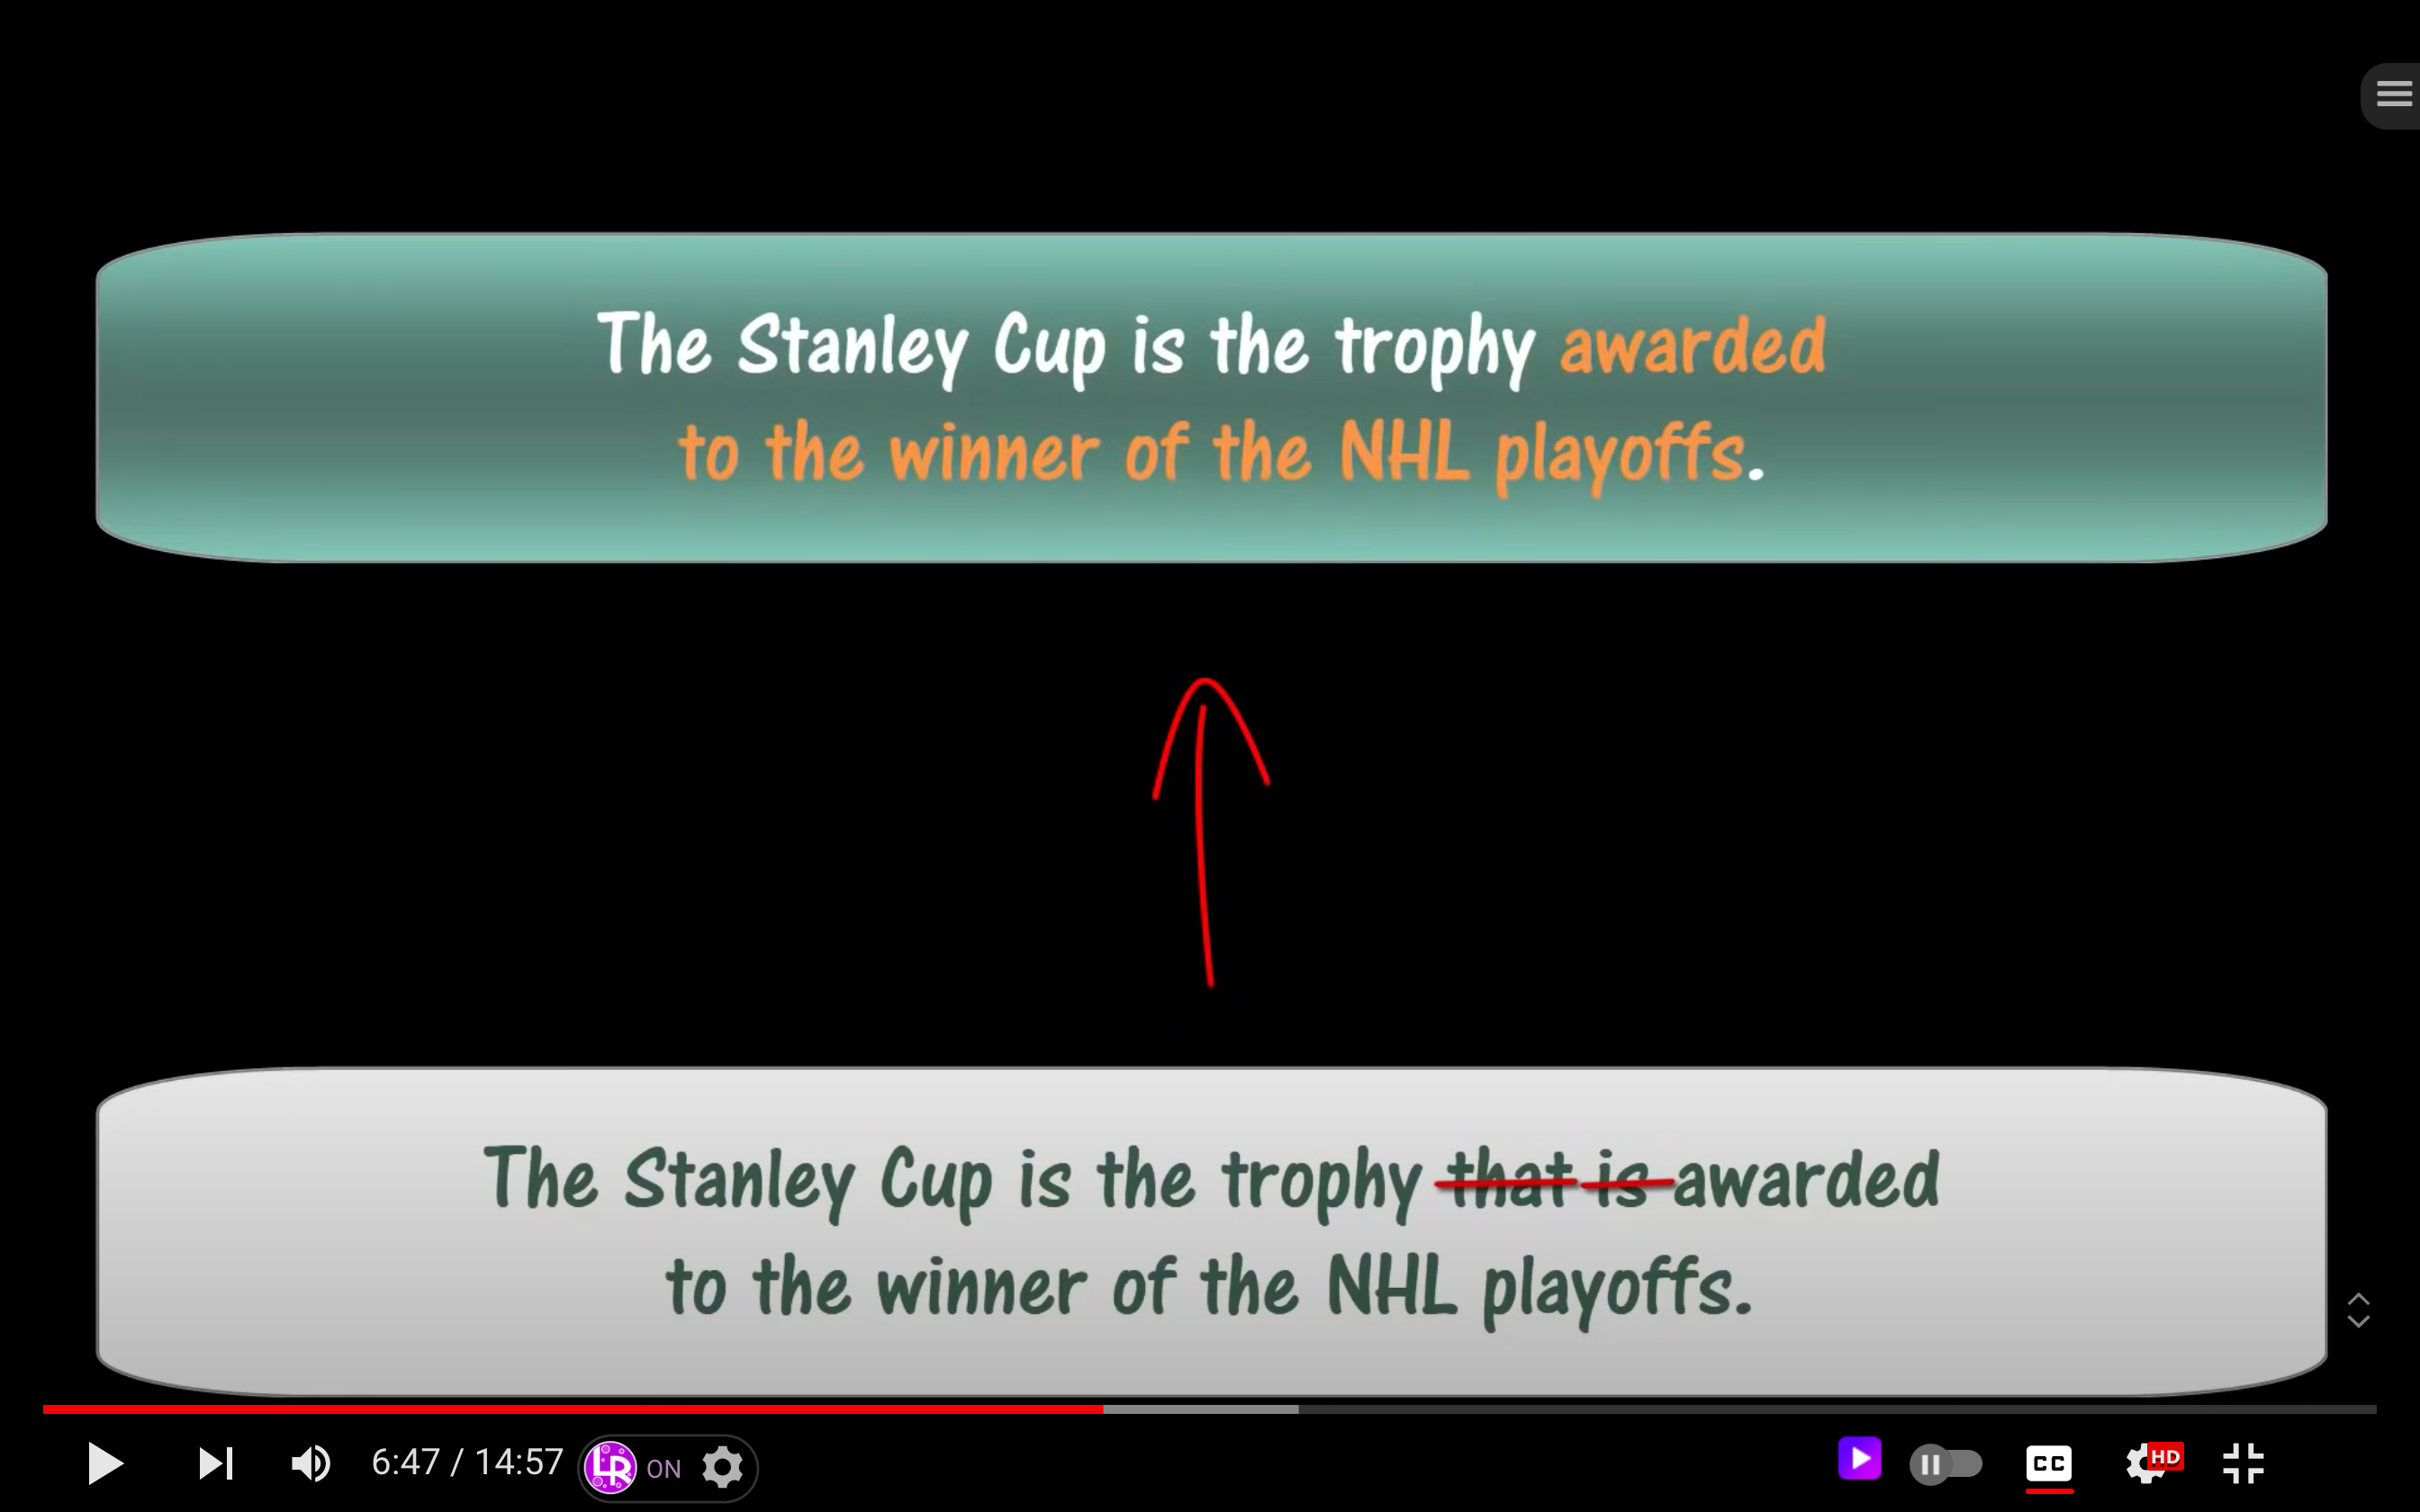 The Stanley Cup is the trophy awarded
to the winner of the NHL playoffs.
The Stanley Cup is the trophy that is awarded
to the winner of the NHL playoffs.
6:47 / 14:57 LR ON CC HD